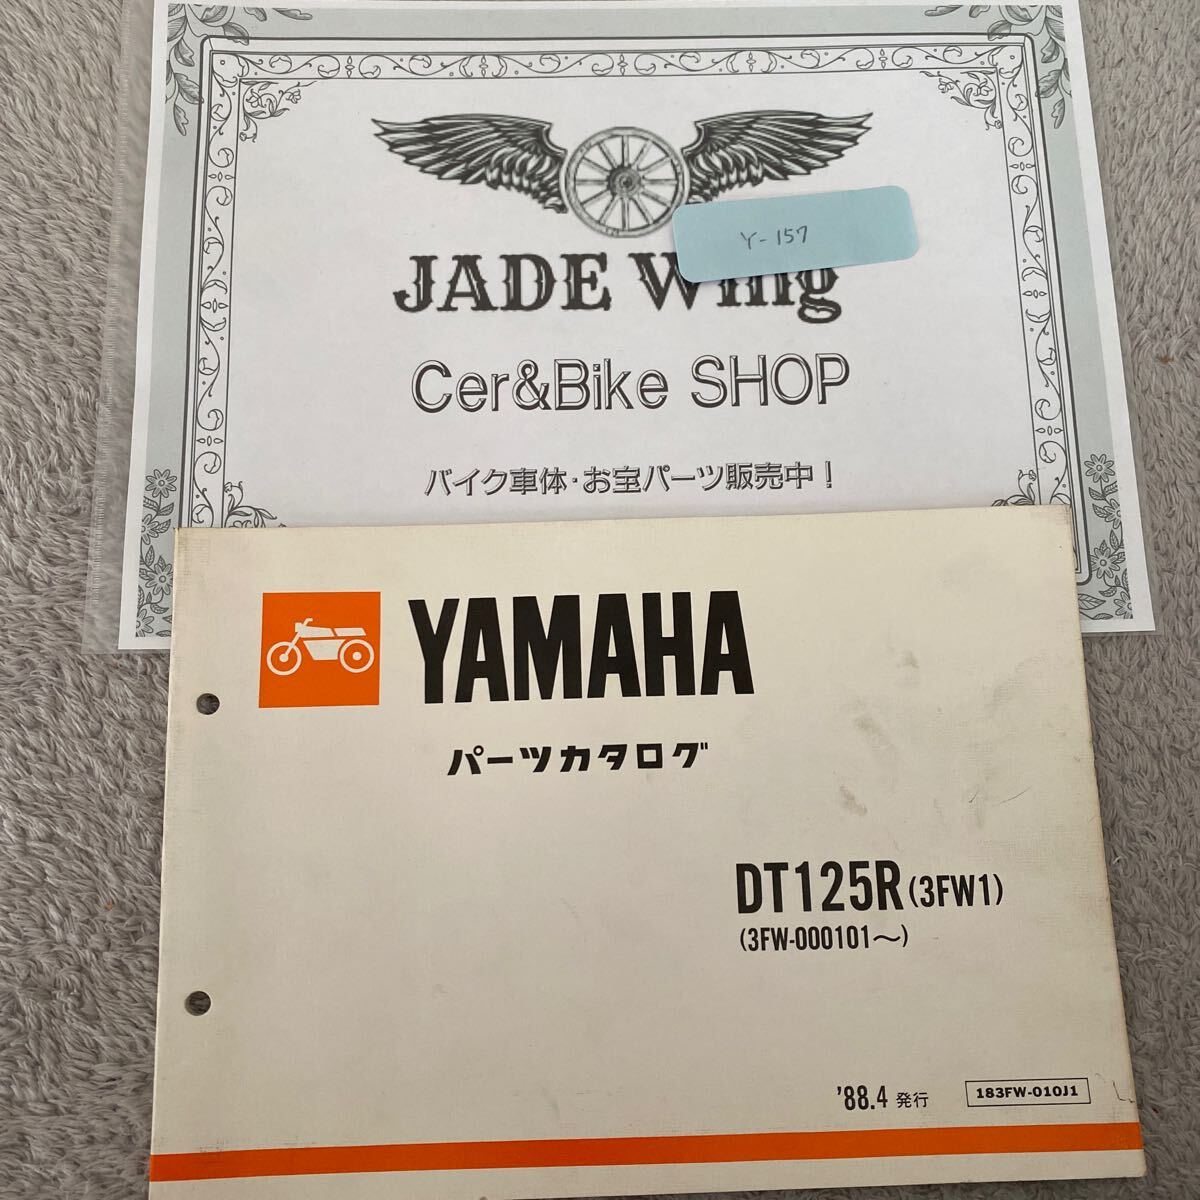 Y-157
JADE Wing
Cer&Bike SHOP
バイク車体・お宝パーツ販売中！
YAMAHA
パーツカタログ
DT125R(3FW1)
(3FW-000101～)
'88.4 発行
183FW-010J1